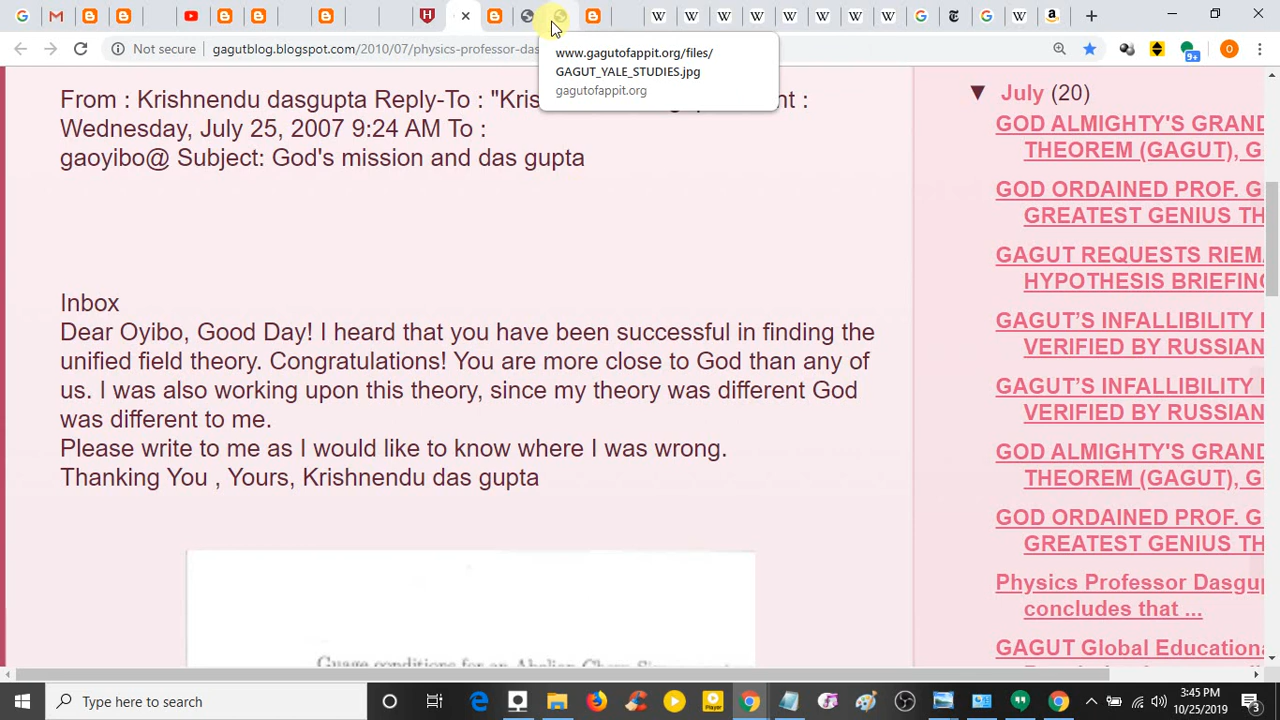 Not secure
gagutblog.blogspot.com/2010/07/physics-professor-das
9+
O
www.gagutofappit.org/files/
GAGUT_YALE_STUDIES.jpg
gagutofappit.org
From : Krishnendu dasgupta Reply-To : "Kris
nt :
Wednesday, July 25, 2007 9:24 AM To :
gaoyibo@ Subject: God's mission and das gupta
Inbox
Dear Oyibo, Good Day! I heard that you have been successful in finding the
unified field theory. Congratulations! You are more close to God than any of
us. I was also working upon this theory, since my theory was different God
was different to me.
Please write to me as I would like to know where I was wrong.
Thanking You , Yours, Krishnendu das gupta
▼ July (20)
GOD ALMIGHTY'S GRAND
THEOREM (GAGUT), G
GOD ORDAINED PROF. G
GREATEST GENIUS TH
GAGUT REQUESTS RIEM
HYPOTHESIS BRIEFING
GAGUT'S INFALLIBILITY
VERIFIED BY RUSSIAN
GAGUT'S INFALLIBILITY
VERIFIED BY RUSSIAN
GOD ALMIGHTY'S GRAND
THEOREM (GAGUT), G
GOD ORDAINED PROF. G
GREATEST GENIUS TH
Physics Professor Dasgup
concludes that ...
GAGUT Global Educationa
Type here to search
Player
3:45 PM
10/25/2019
3